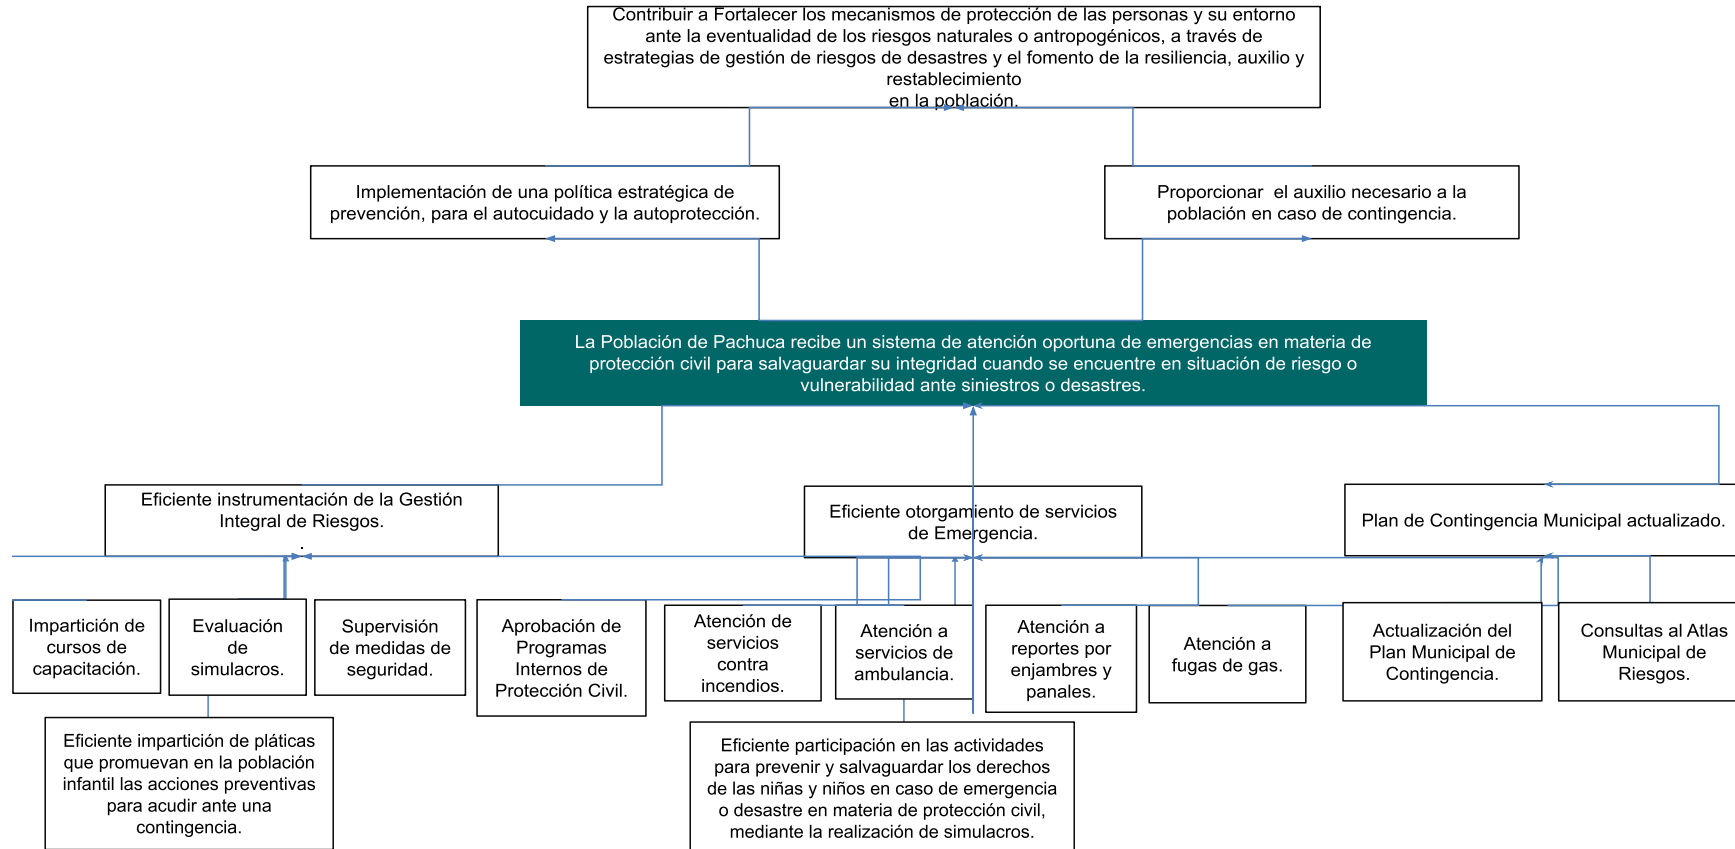 Contribuir a Fortalecer los mecanismos de protección de las personas y su entorno
ante la eventualidad de los riesgos naturales o antropogénicos, a través de
estrategias de gestión de riesgos de desastres y el fomento de la resiliencia, auxilio y
restablecimiento
en la población.
Implementación de una política estratégica de
prevención, para el autocuidado y la autoprotección.
Proporcionar el auxilio necesario a la
población en caso de contingencia.
La Población de Pachuca recibe un sistema de atención oportuna de emergencias en materia de
protección civil para salvaguardar su integridad cuando se encuentre en situación de riesgo o
vulnerabilidad ante siniestros o desastres.
Eficiente instrumentación de la Gestión
Integral de Riesgos.
.
Eficiente otorgamiento de servicios
de Emergencia.
Plan de Contingencia Municipal actualizado.
Impartición de
cursos de
capacitación.
Evaluación
de
simulacros.
Supervisión
de medidas de
seguridad.
Aprobación de
Programas
Internos de
Protección Civil.
Atención de
servicios
contra
incendios.
Atención a
servicios de
ambulancia.
Atención a
reportes por
enjambres y
panales.
Atención a
fugas de gas.
Actualización del
Plan Municipal de
Contingencia.
Consultas al Atlas
Municipal de
Riesgos.
Eficiente impartición de pláticas
que promuevan en la población
infantil las acciones preventivas
para acudir ante una
contingencia.
Eficiente participación en las actividades
para prevenir y salvaguardar los derechos
de las niñas y niños en caso de emergencia
o desastre en materia de protección civil,
mediante la realización de simulacros.